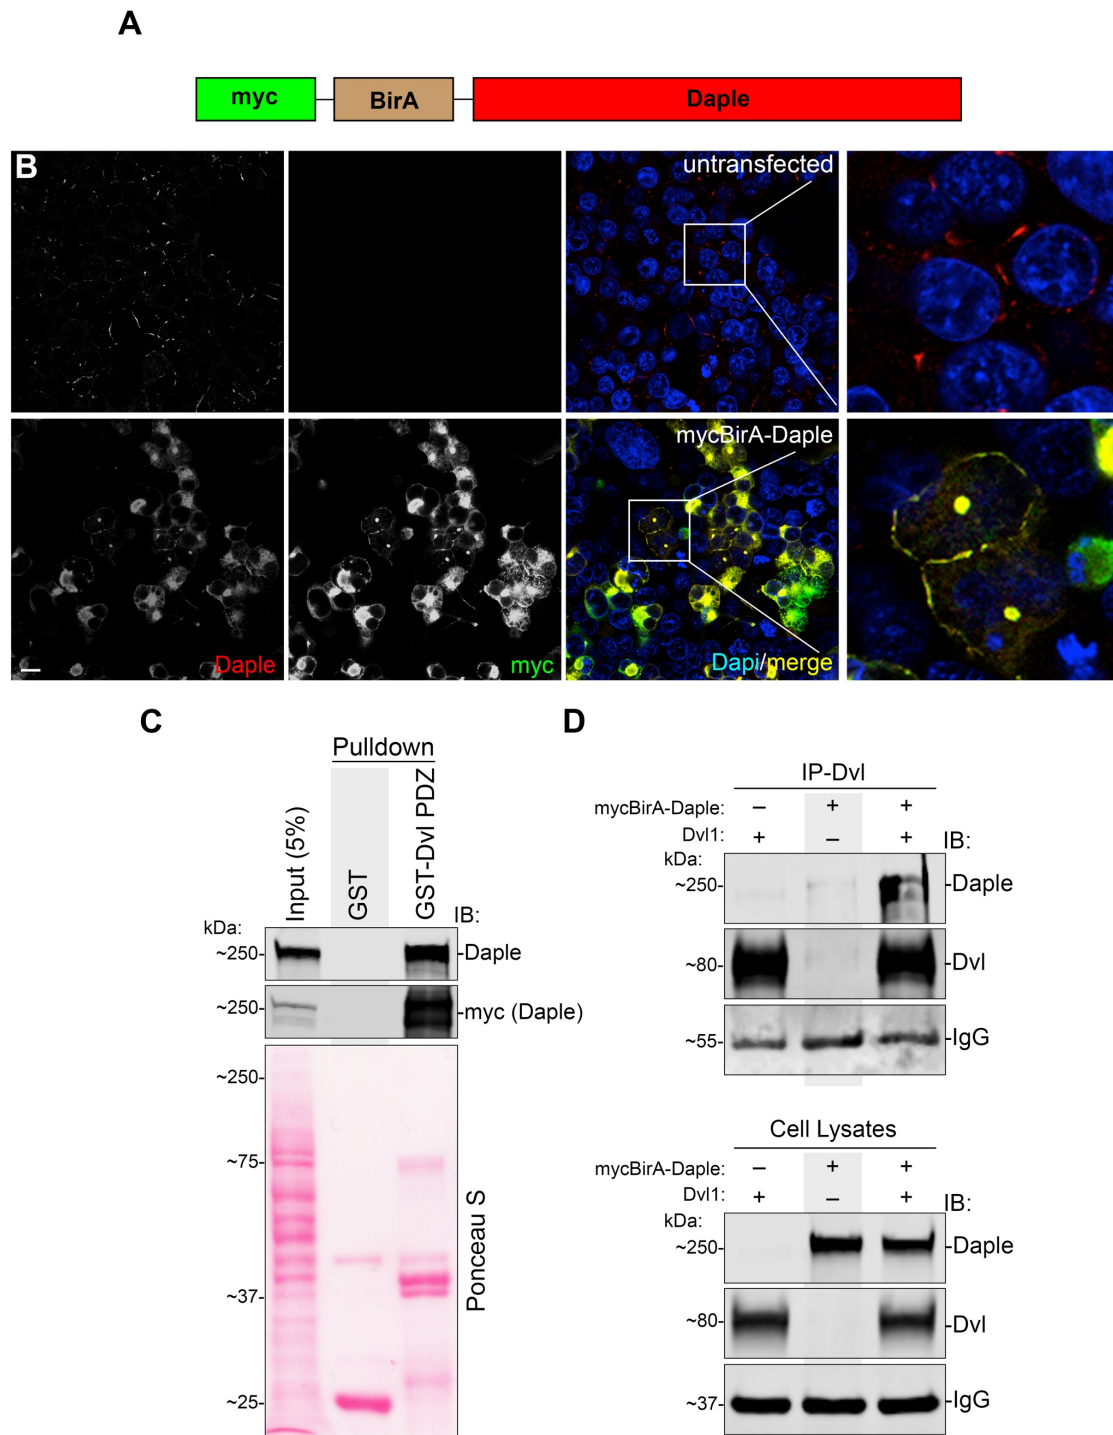 A
myc
BirA
Daple
B
untransfected
mycBirA-Daple
Daple
myc
Dapi/merge
C
Pulldown
Input (5%)
GST
GST-Dvl PDZ
IB:
kDa:
~250-
-Daple
~250-
-myc (Daple)
~250-
~75-
~37-
~25-
Ponceau S
D
IP-Dvl
mycBirA-Daple: – + +
Dvl1: + – + IB:
kDa:
~250-
-Daple
~80-
-Dvl
~55-
-IgG
Cell Lysates
mycBirA-Daple: – + +
Dvl1: + – + IB:
kDa:
~250-
-Daple
~80-
-Dvl
~37-
-IgG